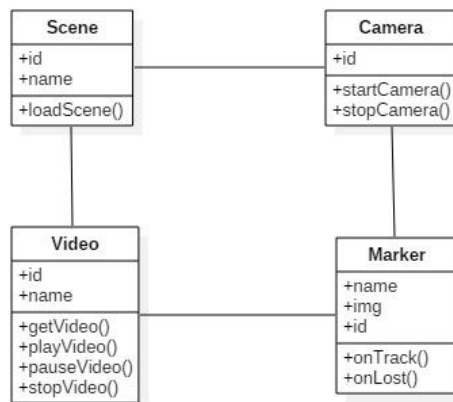 Scene
+id
+name
+loadScene()
Camera
+id
+startCamera()
+stopCamera()
Video
+id
+name
+getVideo()
+playVideo()
+pauseVideo()
+stopVideo()
Marker
+name
+img
+id
+onTrack()
+onLost()